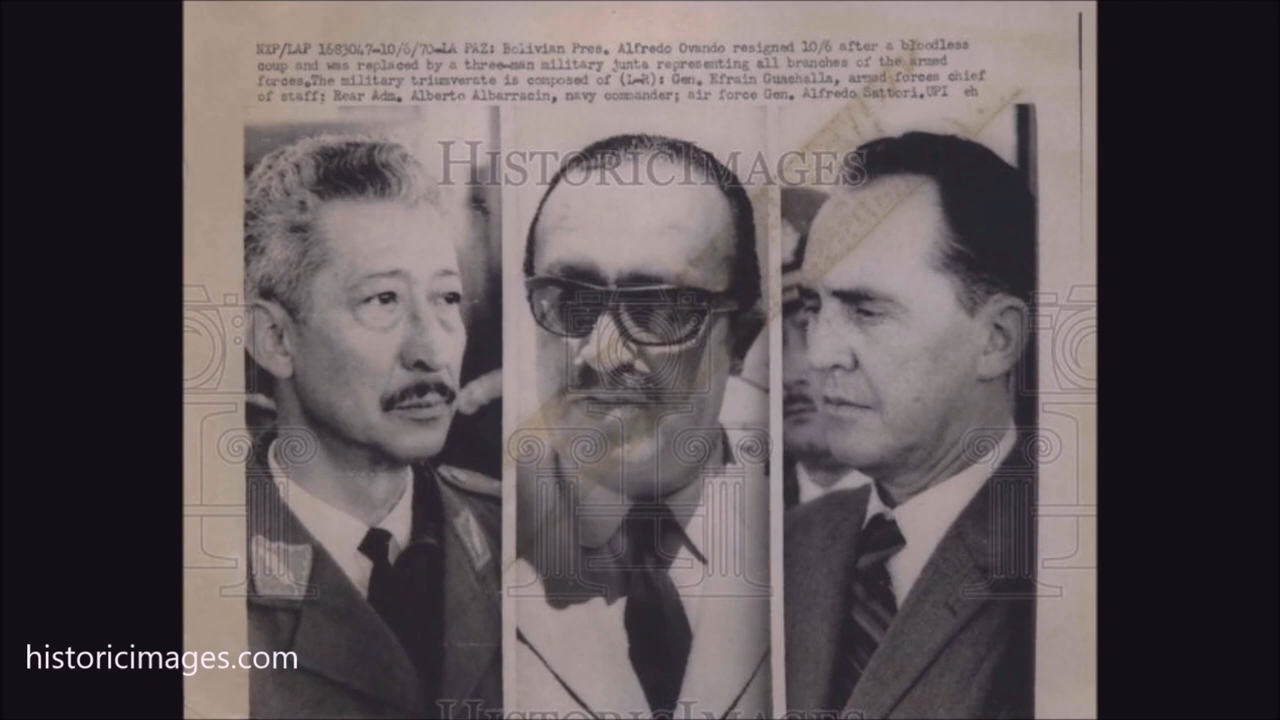 NXP/LAP 1683047-10/6/70-LA PAZ: Bolivian Pres. Alfredo Ovando resigned 10/6 after a bloodless
coup and was replaced by a three-man military junta representing all branches of the armed
forces.The military triumverate is composed of (L-R): Gen. Efrain Guachalla, armed forces chief
of staff; Rear Adm. Alberto Albarracin, navy commander; air force Gen. Alfredo Sattori.UPI eh
HISTORICIMAGES
historicimages.com
HISTORICIMAGES